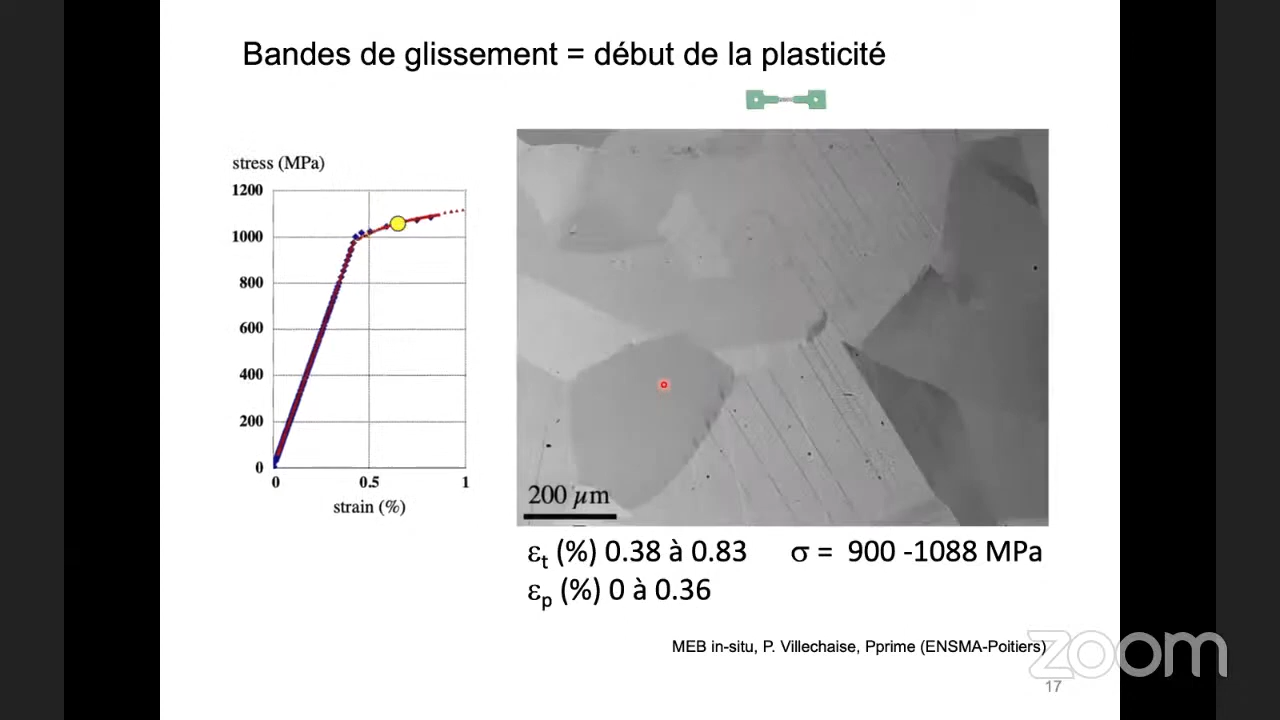 Bandes de glissement = début de la plasticité
stress (MPa)
1200
1000
800
600
400
200
0
0 0.5 1
strain (%)
200 µm
εt (%) 0.38 à 0.83 σ = 900 -1088 MPa
εp (%) 0 à 0.36
MEB in-situ, P. Villechaise, Pprime (ENSMA-Poitiers)
zoom
17